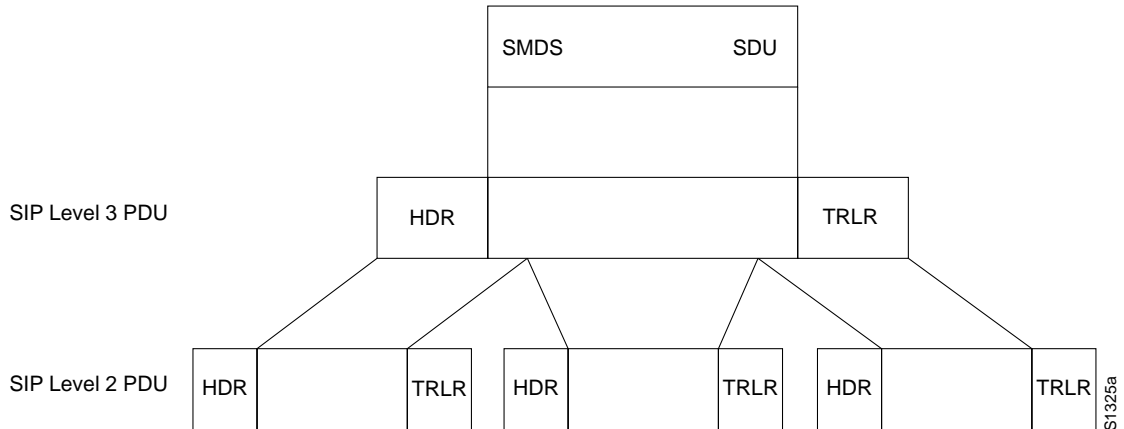 SMDS SDU
SIP Level 3 PDU HDR TRLR
SIP Level 2 PDU HDR TRLR HDR TRLR HDR TRLR
S1325a